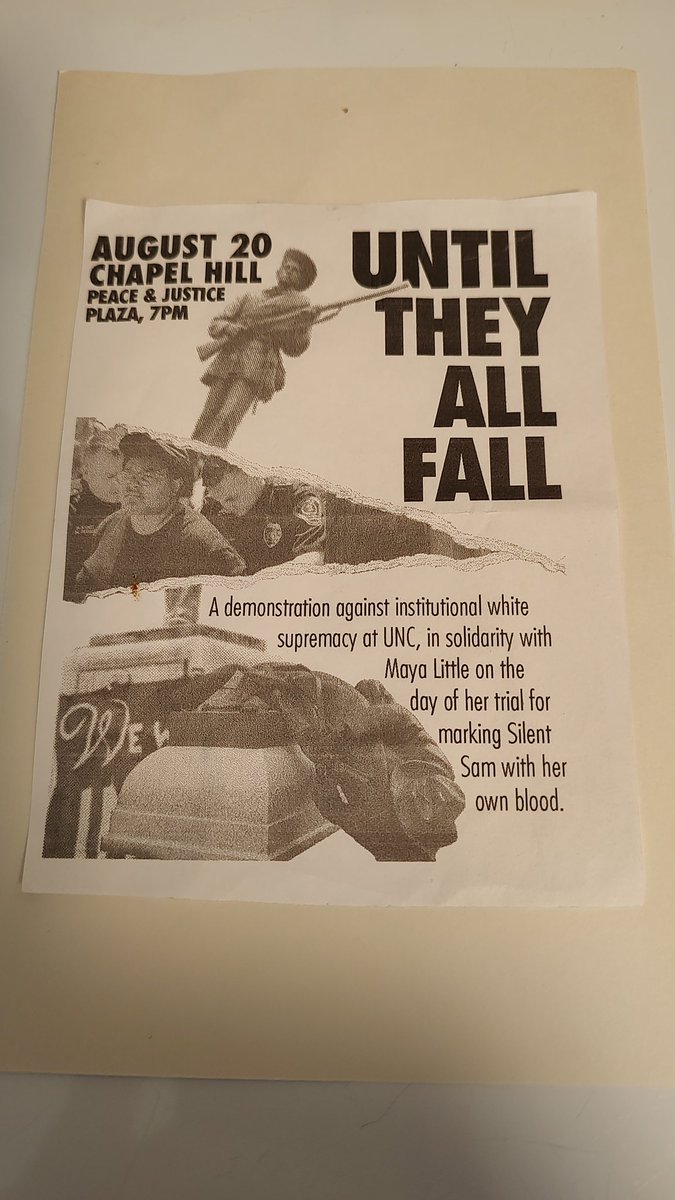 AUGUST 20
CHAPEL HILL
PEACE & JUSTICE
PLAZA, 7PM
UNTIL
THEY
ALL
FALL
A demonstration against institutional white
supremacy at UNC, in solidarity with
Maya Little on the
day of her trial for
marking Silent
Sam with her
own blood.
WE